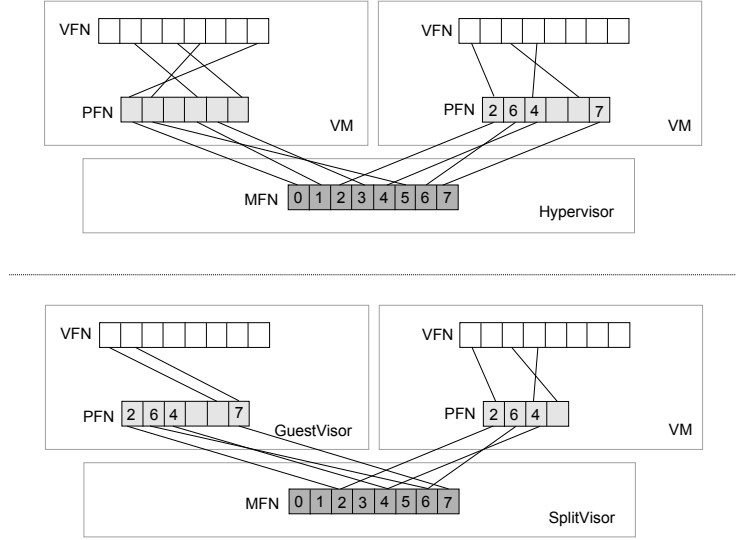 VFN VFN
PFN PFN 2 6 4 7
VM VM
MFN 0 1 2 3 4 5 6 7
Hypervisor
VFN VFN
PFN 2 6 4 7 PFN 2 6 4
GuestVisor VM
MFN 0 1 2 3 4 5 6 7
SplitVisor